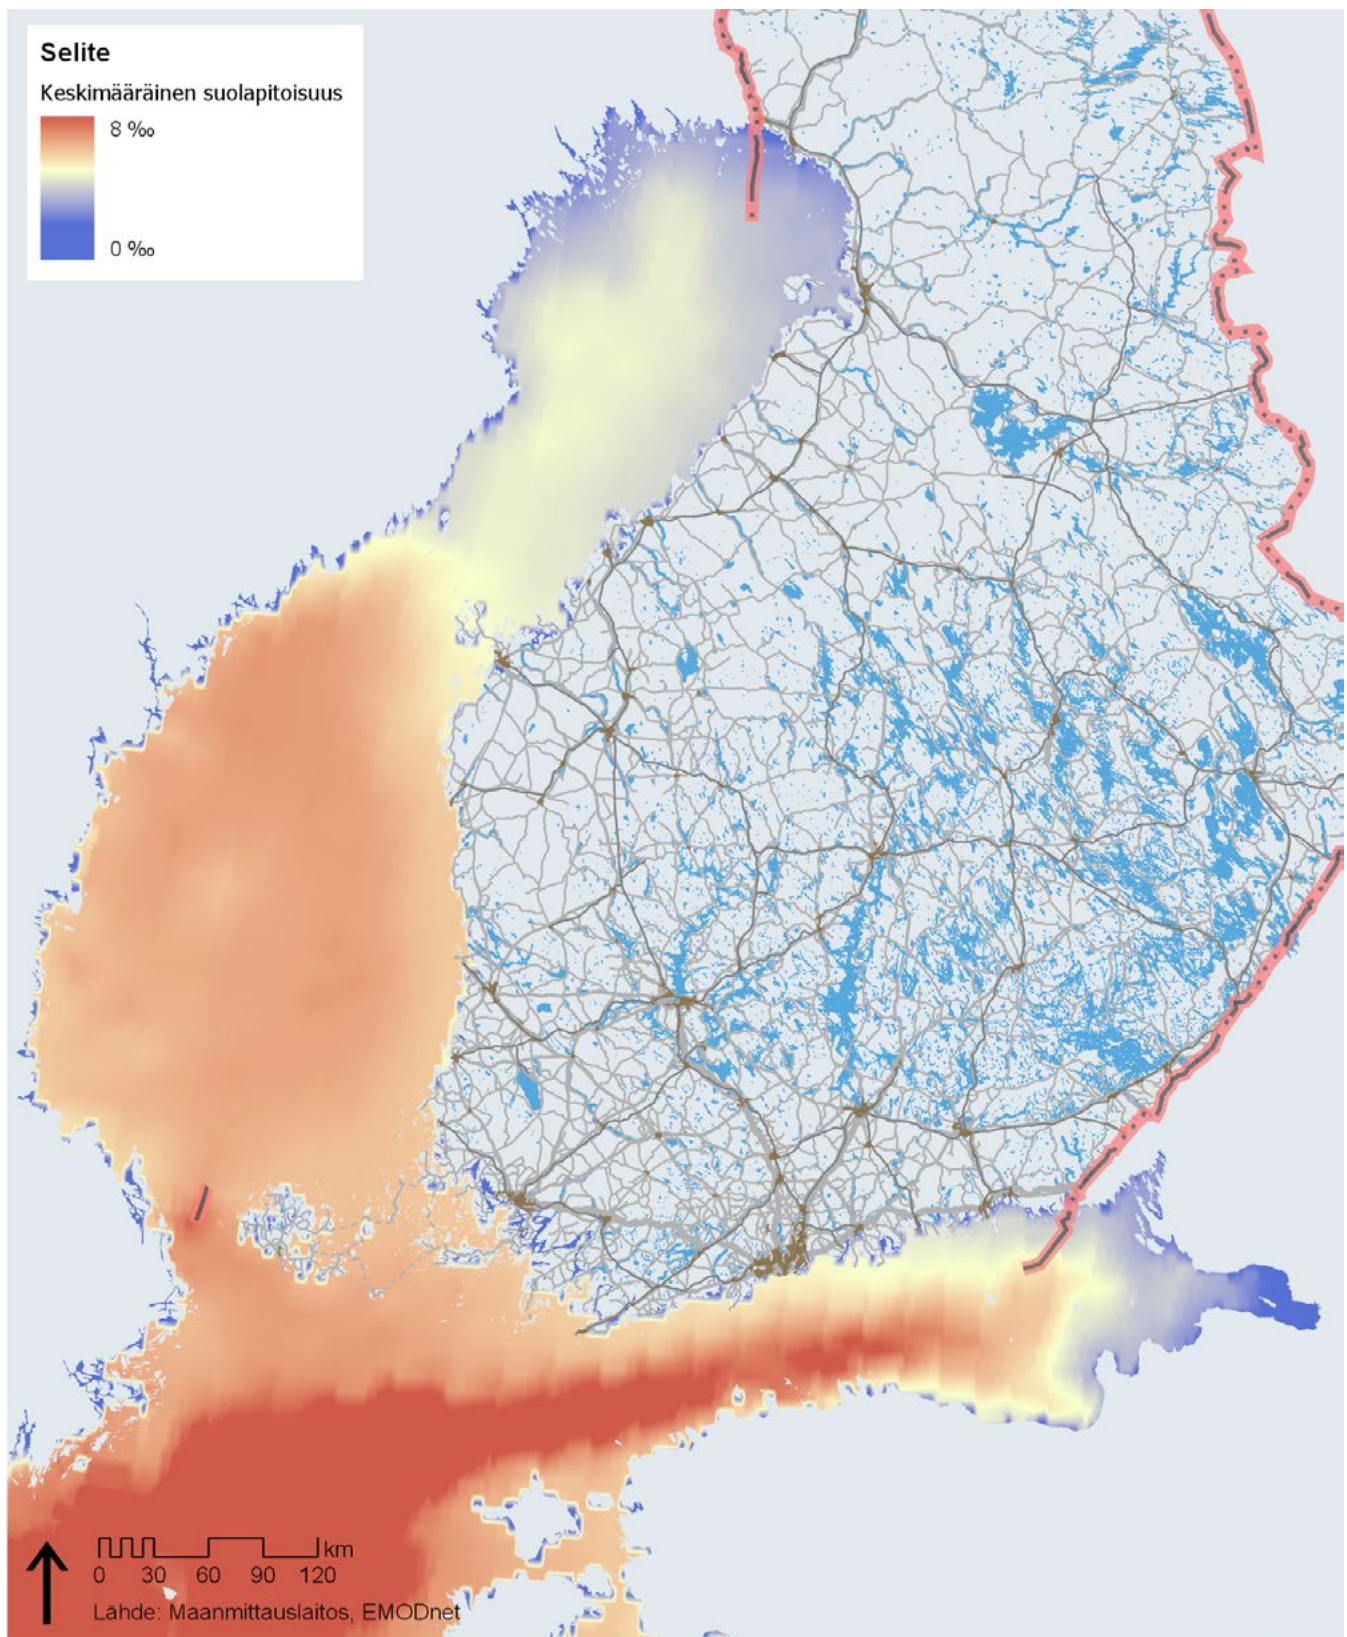 Selite
Keskimääräinen suolapitoisuus
8 ‰
0 ‰
km
0 30 60 90 120
Lähde: Maanmittauslaitos, EMODnet